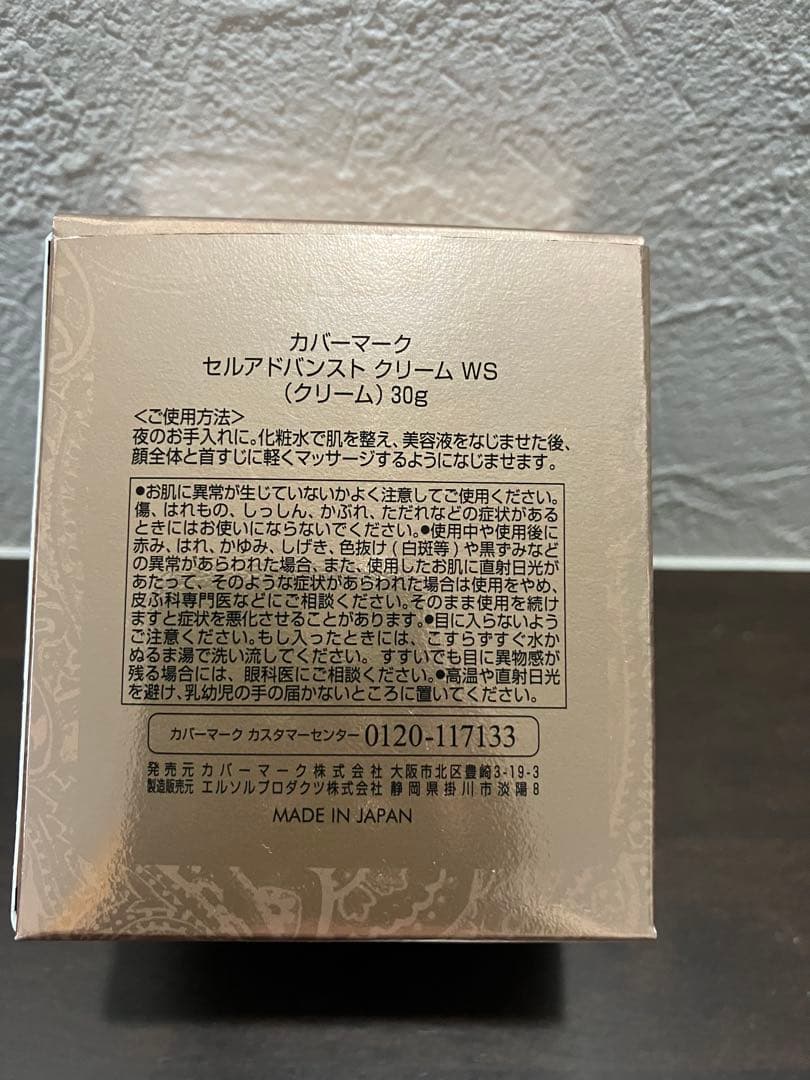 カバーマーク
セルアドバンスト クリーム WS
(クリーム) 30g
<ご使用方法>
夜のお手入れに。化粧水で肌を整え、美容液をなじませた後、
顔全体と首すじに軽くマッサージするようになじませます。
●お肌に異常が生じていないかよく注意してご使用ください。
傷、はれもの、しっしん、かぶれ、ただれなどの症状がある
ときにはお使いにならないでください。●使用中や使用後に
赤み、はれ、かゆみ、しげき、色抜け(白斑等)や黒ずみなど
の異常があらわれた場合、また、使用したお肌に直射日光が
あたって、そのような症状があらわれた場合は使用をやめ、
皮ふ科専門医などにご相談ください。そのまま使用を続け
ますと症状を悪化させることがあります。●目に入らないよう
ご注意ください。もし入ったときには、こすらずすぐ水か
ぬるま湯で洗い流してください。すすいでも目に異物感が
残る場合には、眼科医にご相談ください。●高温や直射日光
を避け、乳幼児の手の届かないところに置いてください。
カバーマーク カスタマーセンター 0120-117133
発売元 カバーマーク株式会社 大阪市北区豊崎3-19-3
製造販売元 エルソルプロダクツ株式会社 静岡県掛川市淡陽8
MADE IN JAPAN